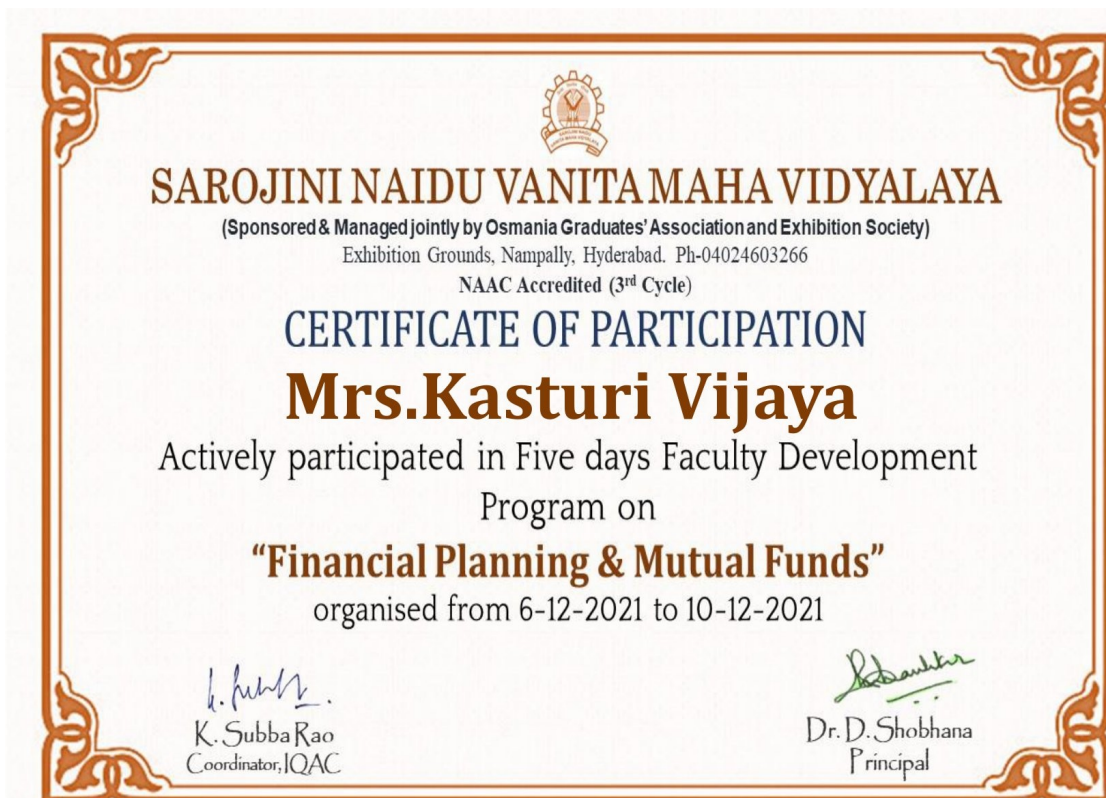 SAROJINI NAIDU VANITA MAHA VIDYALAYA
(Sponsored & Managed jointly by Osmania Graduates' Association and Exhibition Society)
Exhibition Grounds, Nampally, Hyderabad. Ph-04024603266
NAAC Accredited (3rd Cycle)
CERTIFICATE OF PARTICIPATION
Mrs.Kasturi Vijaya
Actively participated in Five days Faculty Development
Program on
“Financial Planning & Mutual Funds”
organised from 6-12-2021 to 10-12-2021
K. Subba Rao
Coordinator, IQAC
Dr. D. Shobhana
Principal